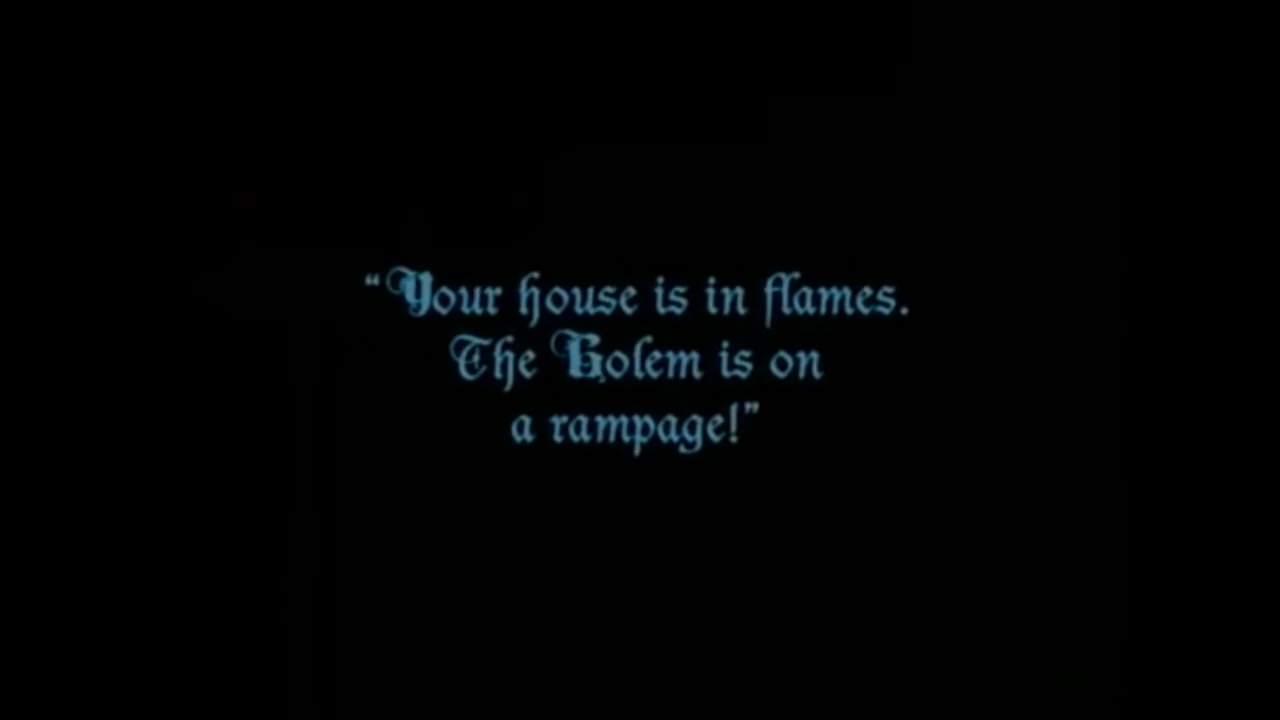 “Your house is in flames.
The Golem is on
a rampage!”